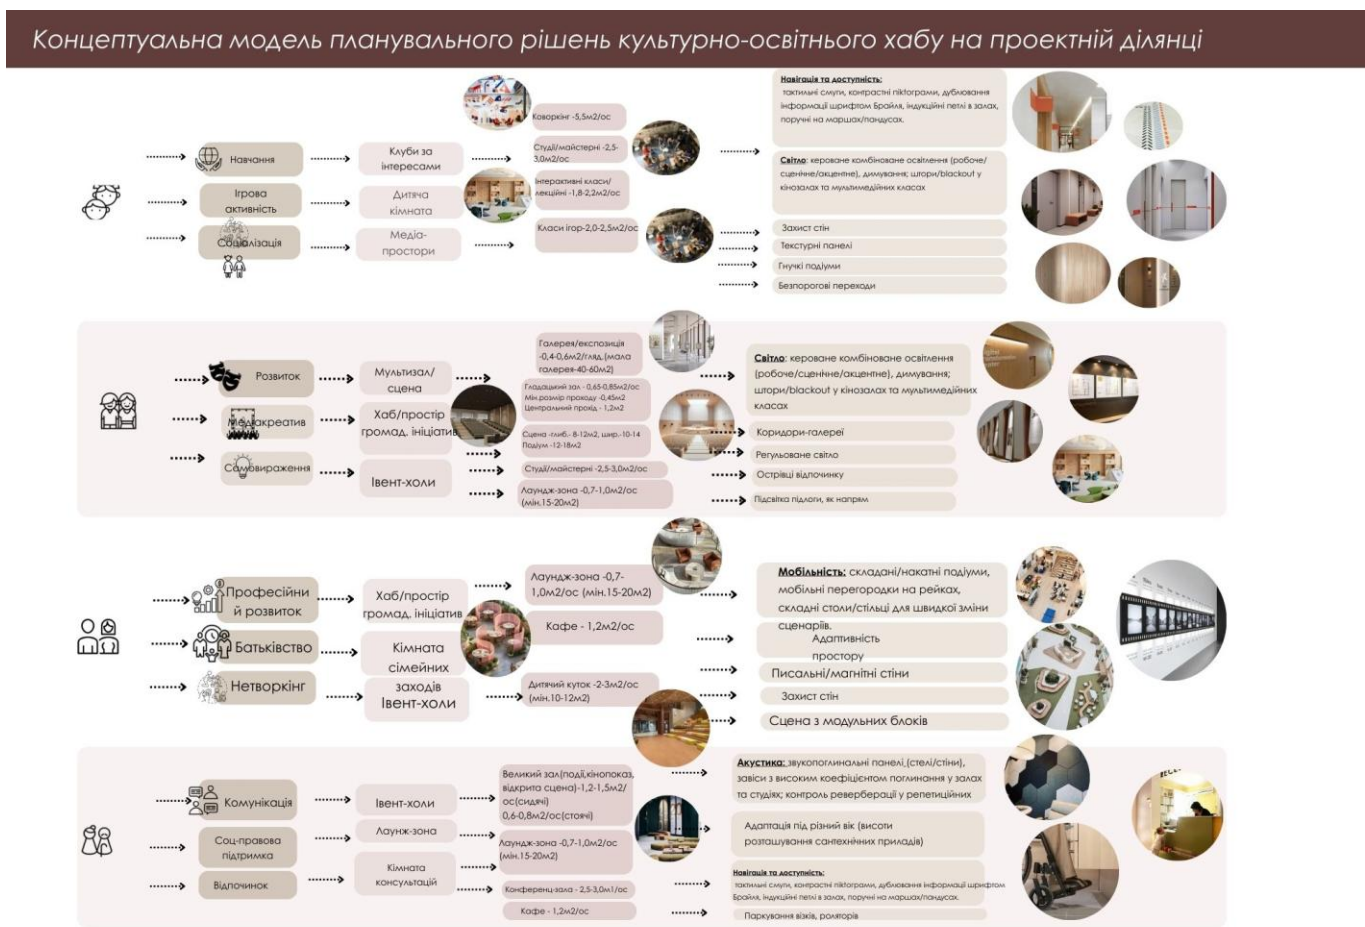 Концептуальна модель планувального рішень культурно-освітнього хабу на проектній ділянці
Навчання
Ігрова
активність
Соціалізація
Клуби за
інтересами
Дитяча
кімната
Медіа-
простори
Коворкінг -5,5м2/ос
Студії/майстерні -2,5-
3,0м2/ос
Інтерактивні класи/
лекційні -1,8-2,2м2/ос
Класи ігор-2,0-2,5м2/ос
Навігація та доступність:
тактильні смуги, контрастні піктограми, дублювання
інформації шрифтом Брайля, індукційні петлі в залах,
поручні на маршах/пандусах.
Світло: кероване комбіноване освітлення (робоче/
сценічне/акцентне), димування; штори/blackout у
кінозалах та мультимедійних класах
Захист стін
Текстурні панелі
Гнучкі подіуми
Безпорогові переходи
Розвиток
Медіакреатив
Самовираження
Мультизал/
сцена
Хаб/простір
громад. ініціатив
Івент-холи
Галерея/експозиція
-0,4-0,6м2/гляд.(мала
галерея-40-60м2)
Гладацький зал - 0,65-0,85м2/ос
Мін.розмір проходу -0,45м2
Центральний прохід - 1,2м2
Сцена -глиб.- 8-12м2, шир.-10-14
Подіум -12-18м2
Студії/майстерні -2,5-3,0м2/ос
Лаундж-зона -0,7-1,0м2/ос
(мін.15-20м2)
Світло: кероване комбіноване освітлення
(робоче/сценічне/акцентне), димування;
штори/blackout у кінозалах та мультимедійних
класах
Коридори-галереї
Регульоване світло
Острівці відпочинку
Підсвітка підлоги, як напрям
Професійни
й розвиток
Батьківство
Нетворкінг
Хаб/простір
громад. ініціатив
Кімната
сімейних
заходів
Івент-холи
Лаундж-зона -0,7-
1,0м2/ос (мін.15-20м2)
Кафе - 1,2м2/ос
Дитячий куток -2-3м2/ос
(мін.10-12м2)
Мобільність: складані/накатні подіуми,
мобільні перегородки на рейках,
складні столи/стільці для швидкої зміни
сценаріїв.
Адаптивність
простору
Писальні/магнітні стіни
Захист стін
Сцена з модульних блоків
Комунікація
Соц-правова
підтримка
Відпочинок
Івент-холи
Лаунж-зона
Кімната
консультацій
Великий зал(події,кінопоказ,
відкрита сцена)-1,2-1,5м2/
ос(сидячі)
0,6-0,8м2/ос(стоячі)
Лаундж-зона -0,7-1,0м2/ос
(мін.15-20м2)
Конференц-зала - 2,5-3,0м1/ос
Кафе - 1,2м2/ос
Акустика: звукопоглинальні панелі,(стелі/стіни),
завіси з високим коефіцієнтом поглинання у залах
та студіях; контроль реверберації у репетиційних
Адаптація під різний вік (висоти
розташування сантехнічних приладів)
Навігація та доступність:
тактильні смуги, контрастні піктограми, дублювання інформації шрифтом
Брайля, індукційні петлі в залах, поручні на маршах/пандусах.
Паркування візків, роляторів